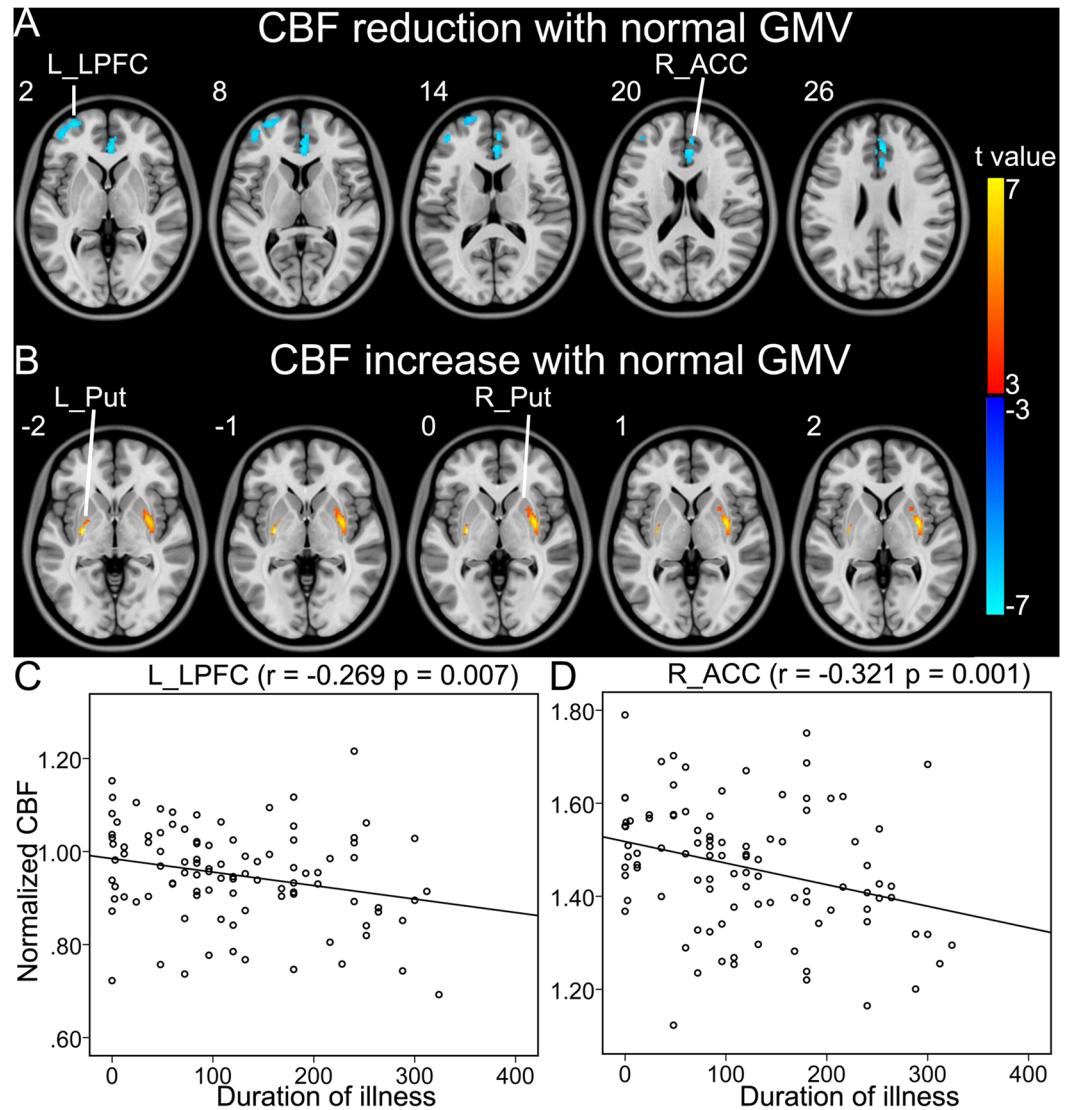 A
CBF reduction with normal GMV
L_LPFC
R_ACC
2
8
14
20
26
t value
7
3
-3
-7
B
CBF increase with normal GMV
L_Put
R_Put
-2
-1
0
1
2
C
L_LPFC (r = -0.269 p = 0.007)
D
R_ACC (r = -0.321 p = 0.001)
Normalized CBF
1.20
1.00
.80
.60
0 100 200 300 400
Duration of illness
1.80
1.60
1.40
1.20
0 100 200 300 400
Duration of illness